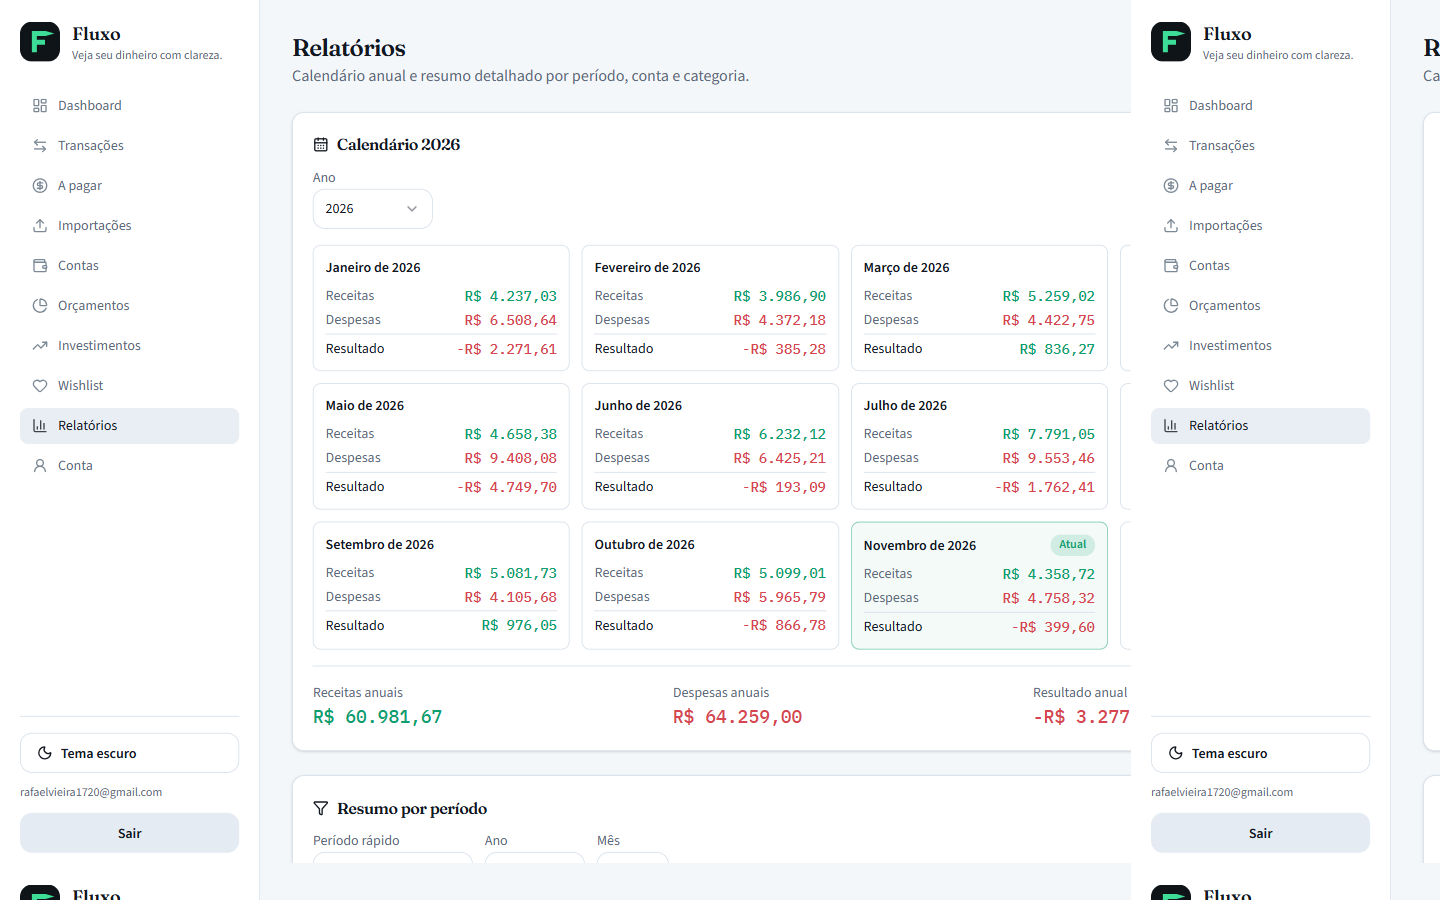 Fluxo
Veja seu dinheiro com clareza.
Dashboard
Transações
A pagar
Importações
Contas
Orçamentos
Investimentos
Wishlist
Relatórios
Conta
Tema escuro
rafaelvieira1720@gmail.com
Sair
Fluxo
Relatórios
Calendário anual e resumo detalhado por período, conta e categoria.
Calendário 2026
Ano
2026
Janeiro de 2026
Receitas R$ 4.237,03
Despesas R$ 6.508,64
Resultado -R$ 2.271,61
Fevereiro de 2026
Receitas R$ 3.986,90
Despesas R$ 4.372,18
Resultado -R$ 385,28
Março de 2026
Receitas R$ 5.259,02
Despesas R$ 4.422,75
Resultado R$ 836,27
Maio de 2026
Receitas R$ 4.658,38
Despesas R$ 9.408,08
Resultado -R$ 4.749,70
Junho de 2026
Receitas R$ 6.232,12
Despesas R$ 6.425,21
Resultado -R$ 193,09
Julho de 2026
Receitas R$ 7.791,05
Despesas R$ 9.553,46
Resultado -R$ 1.762,41
Setembro de 2026
Receitas R$ 5.081,73
Despesas R$ 4.105,68
Resultado R$ 976,05
Outubro de 2026
Receitas R$ 5.099,01
Despesas R$ 5.965,79
Resultado -R$ 866,78
Novembro de 2026 Atual
Receitas R$ 4.358,72
Despesas R$ 4.758,32
Resultado -R$ 399,60
Receitas anuais
R$ 60.981,67
Despesas anuais
R$ 64.259,00
Resultado anual
-R$ 3.277
Resumo por período
Período rápido
Ano
Mês
Fluxo
Veja seu dinheiro com clareza.
Dashboard
Transações
A pagar
Importações
Contas
Orçamentos
Investimentos
Wishlist
Relatórios
Conta
Tema escuro
rafaelvieira1720@gmail.com
Sair
Fluxo
R
Ca